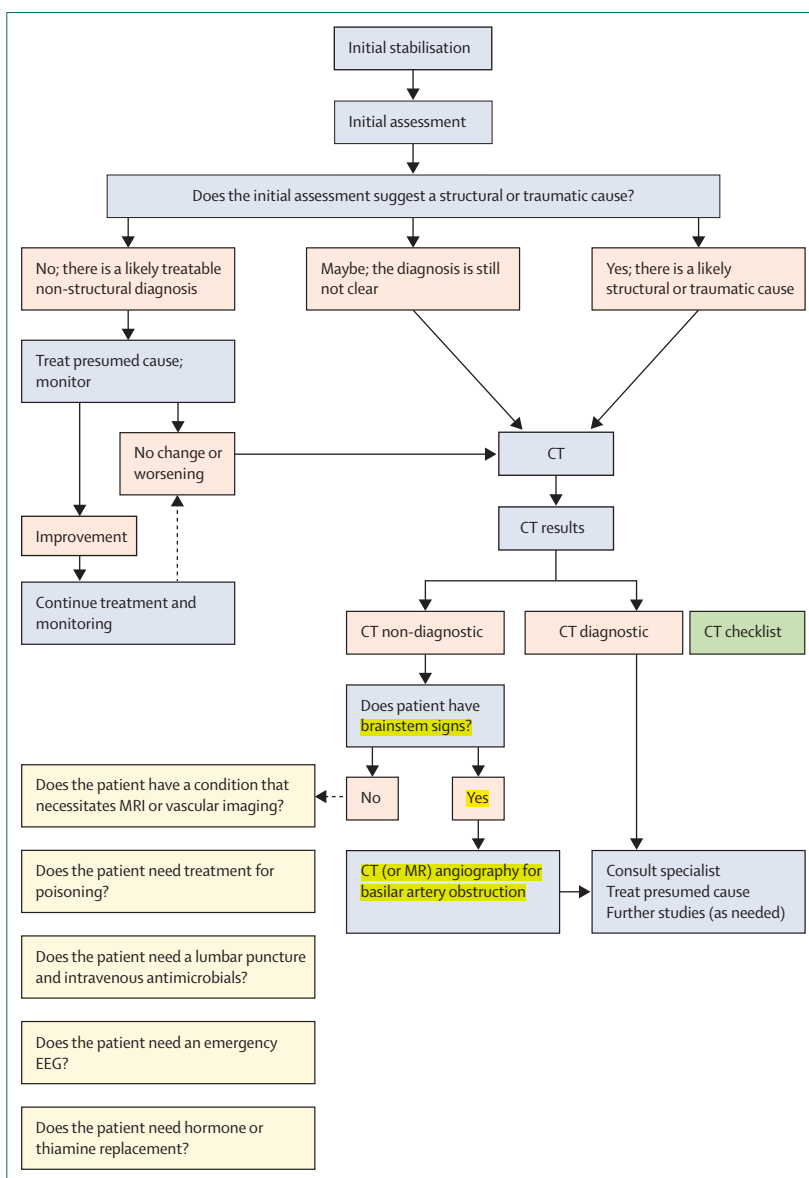 Initial stabilisation
Initial assessment
Does the initial assessment suggest a structural or traumatic cause?
No; there is a likely treatable
non-structural diagnosis
Maybe; the diagnosis is still
not clear
Yes; there is a likely
structural or traumatic cause
Treat presumed cause;
monitor
No change or
worsening
CT
CT results
Improvement
Continue treatment and
monitoring
CT non-diagnostic
CT diagnostic
CT checklist
Does patient have
brainstem signs?
No
Yes
Does the patient have a condition that
necessitates MRI or vascular imaging?
CT (or MR) angiography for
basilar artery obstruction
Consult specialist
Treat presumed cause
Further studies (as needed)
Does the patient need treatment for
poisoning?
Does the patient need a lumbar puncture
and intravenous antimicrobials?
Does the patient need an emergency
EEG?
Does the patient need hormone or
thiamine replacement?